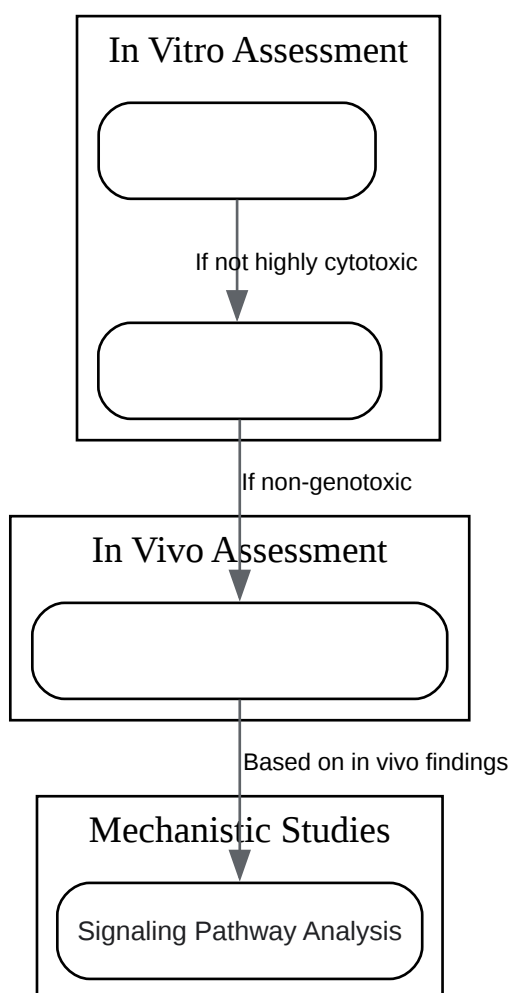 In Vitro Assessment
If not highly cytotoxic
If non-genotoxic
In Vivo Assessment
Based on in vivo findings
Mechanistic Studies
Signaling Pathway Analysis